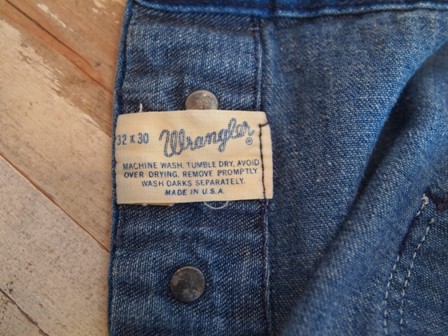 32 X 30 Wrangler®
MACHINE WASH, TUMBLE DRY, AVOID
OVER DRYING, REMOVE PROMPTLY
WASH DARKS SEPARATELY.
MADE IN U.S.A.